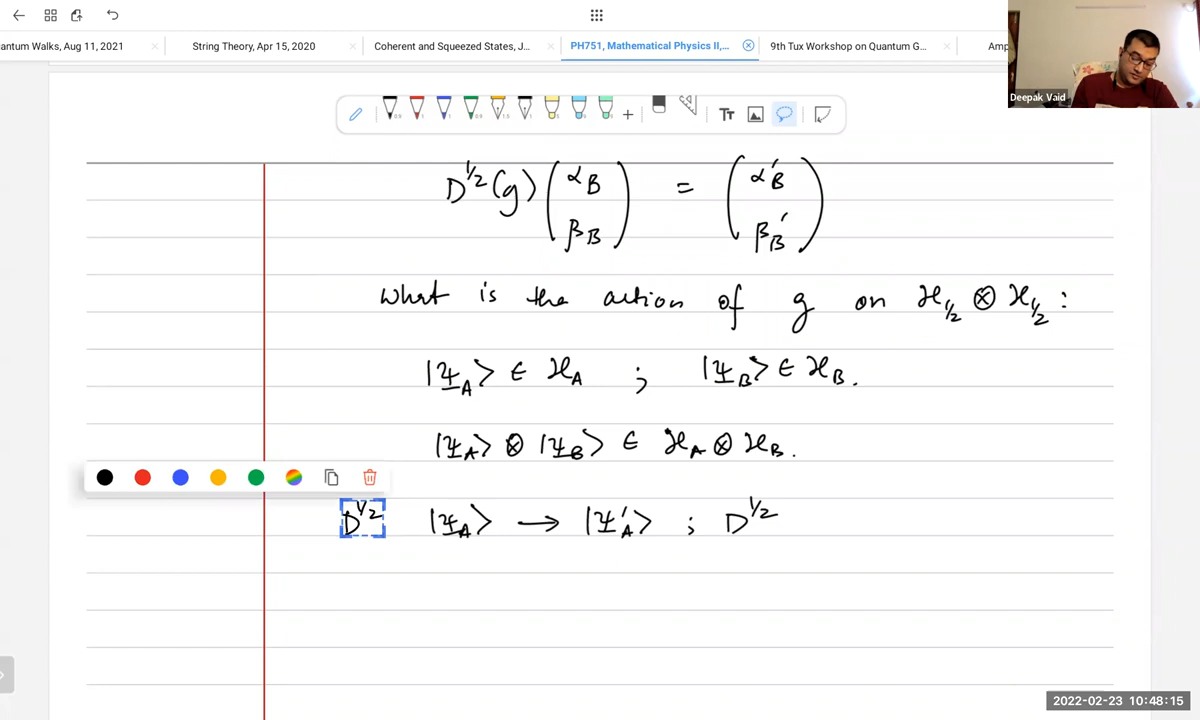 antum Walks, Aug 11, 2021 String Theory, Apr 15, 2020 Coherent and Squeezed States, J... PH751, Mathematical Physics II,... 9th Tux Workshop on Quantum G... Amp
Deepak Vaid
Tт
D^{1/2}(g) (α_B β_B) = (α'_B β_B')
What is the action of g on ℋ_{1/2} ⊗ ℋ_{1/2} :
|Ψ_A> ∈ ℋ_A ; |Ψ_B> ∈ ℋ_B.
|Ψ_A> ⊗ |Ψ_B> ∈ ℋ_A ⊗ ℋ_B.
D^{1/2} |Ψ_A> → |Ψ'_A> ; D^{1/2}
2022-02-23 10:48:15